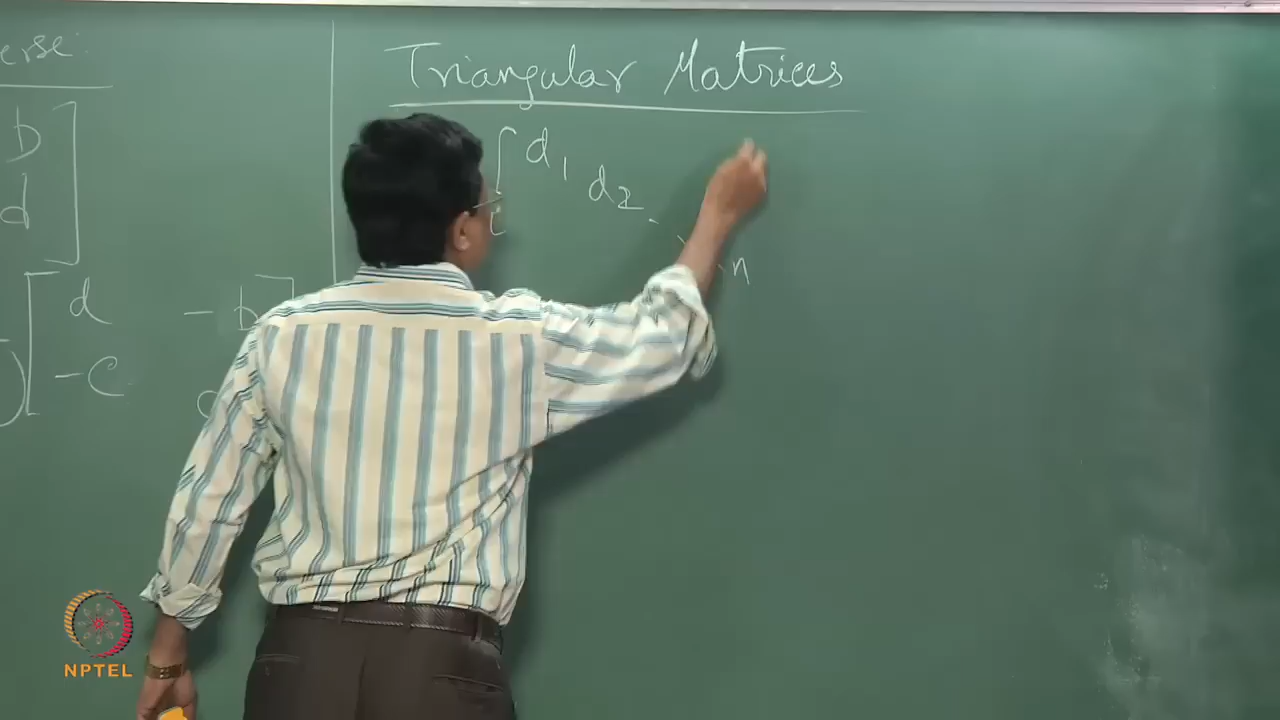 erse:
b
d
d - b
- c
Triangular Matrices
d1
d2
n
NPTEL